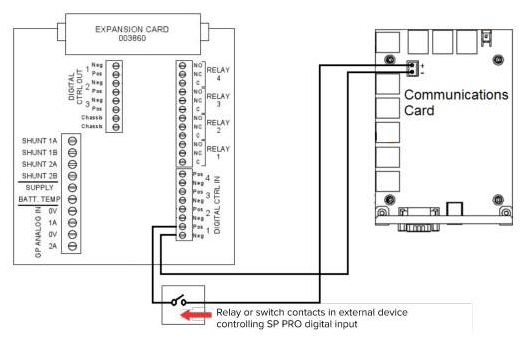 EXPANSION CARD
003860
DIGITAL
CTRL OUT
1 Neg
Pos
2 Neg
Pos
3 Neg
Pos
Chassis
Chassis
NO
NC
C
RELAY
4
NO
NC
C
RELAY
3
NO
NC
C
RELAY
2
NO
NC
C
RELAY
1
SHUNT 1A
SHUNT 1B
SHUNT 2A
SHUNT 2B
SUPPLY
BATT. TEMP
GP ANALOG IN
0V
1A
0V
2A
Pos 4
Neg
Pos 3
Neg
Pos 2
Neg
Pos 1
Neg
DIGITAL CTRL IN
+
-
Communications
Card
Relay or switch contacts in external device
controlling SP PRO digital input